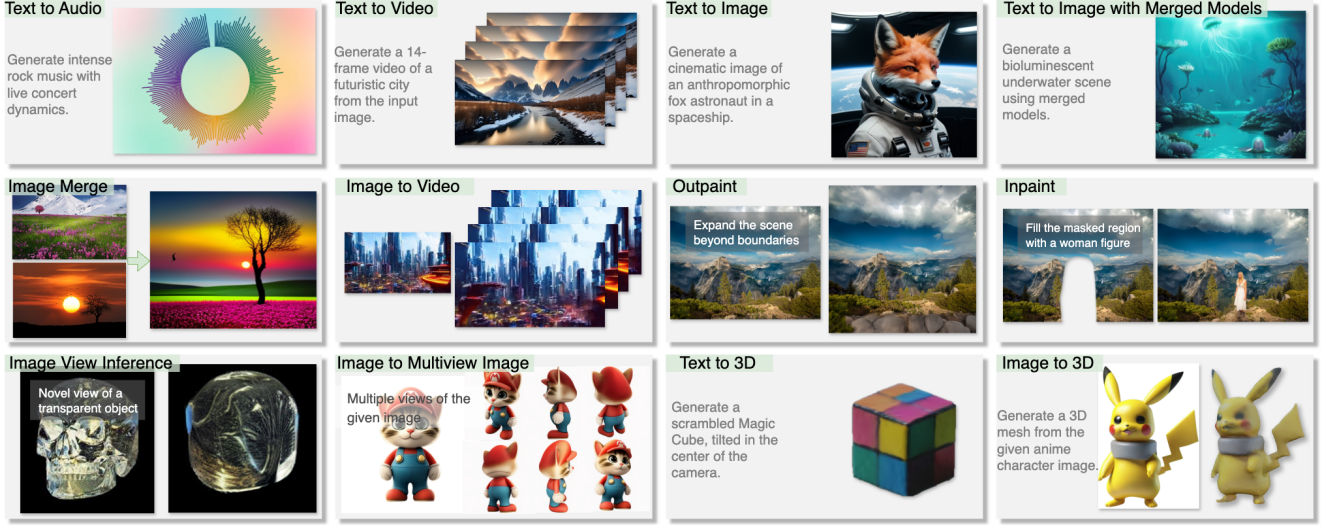 Text to Audio
Generate intense
rock music with
live concert
dynamics.
Text to Video
Generate a 14-
frame video of a
futuristic city
from the input
image.
Text to Image
Generate a
cinematic image of
an anthropomorphic
fox astronaut in a
spaceship.
Text to Image with Merged Models
Generate a
bioluminescent
underwater scene
using merged
models.
Image Merge
Image to Video
Outpaint
Expand the scene
beyond boundaries
Inpaint
Fill the masked region
with a woman figure
Image View Inference
Novel view of a
transparent object
Image to Multiview Image
Multiple views of the
given image
Text to 3D
Generate a
scrambled Magic
Cube, tilted in the
center of the
camera.
Image to 3D
Generate a 3D
mesh from the
given anime
character image.